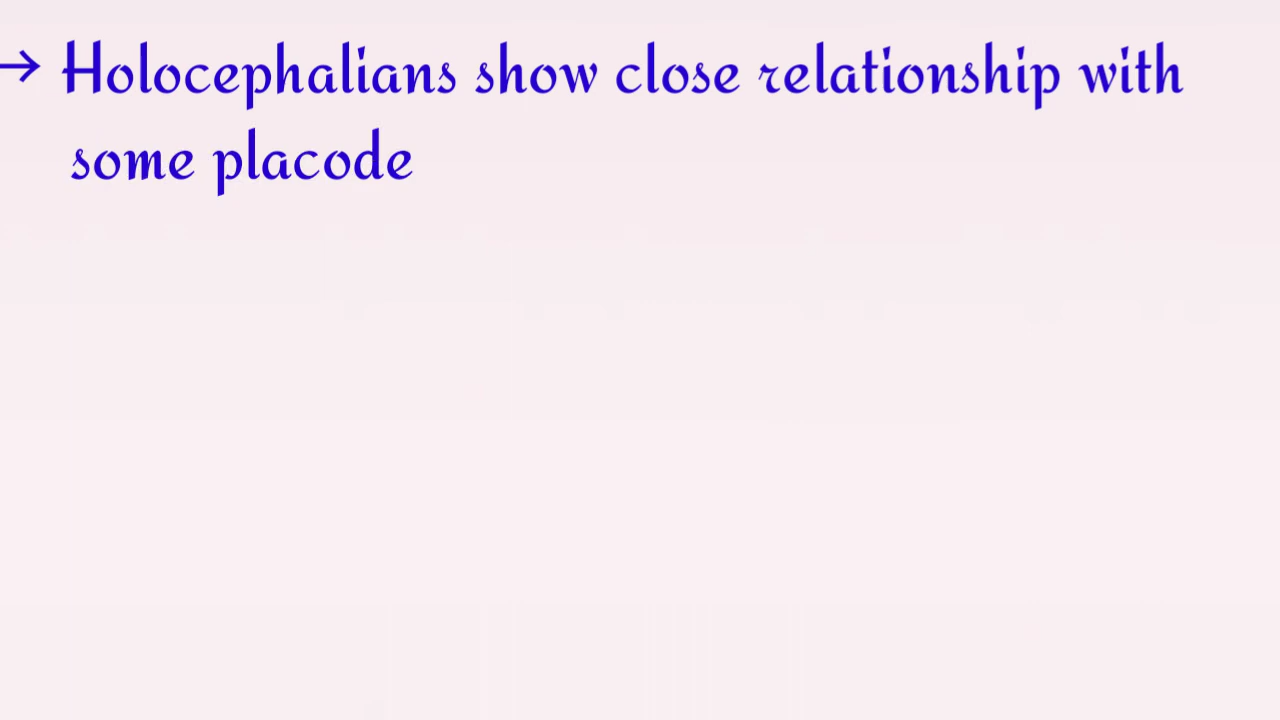 → Holocephalians show close relationship with
some placode